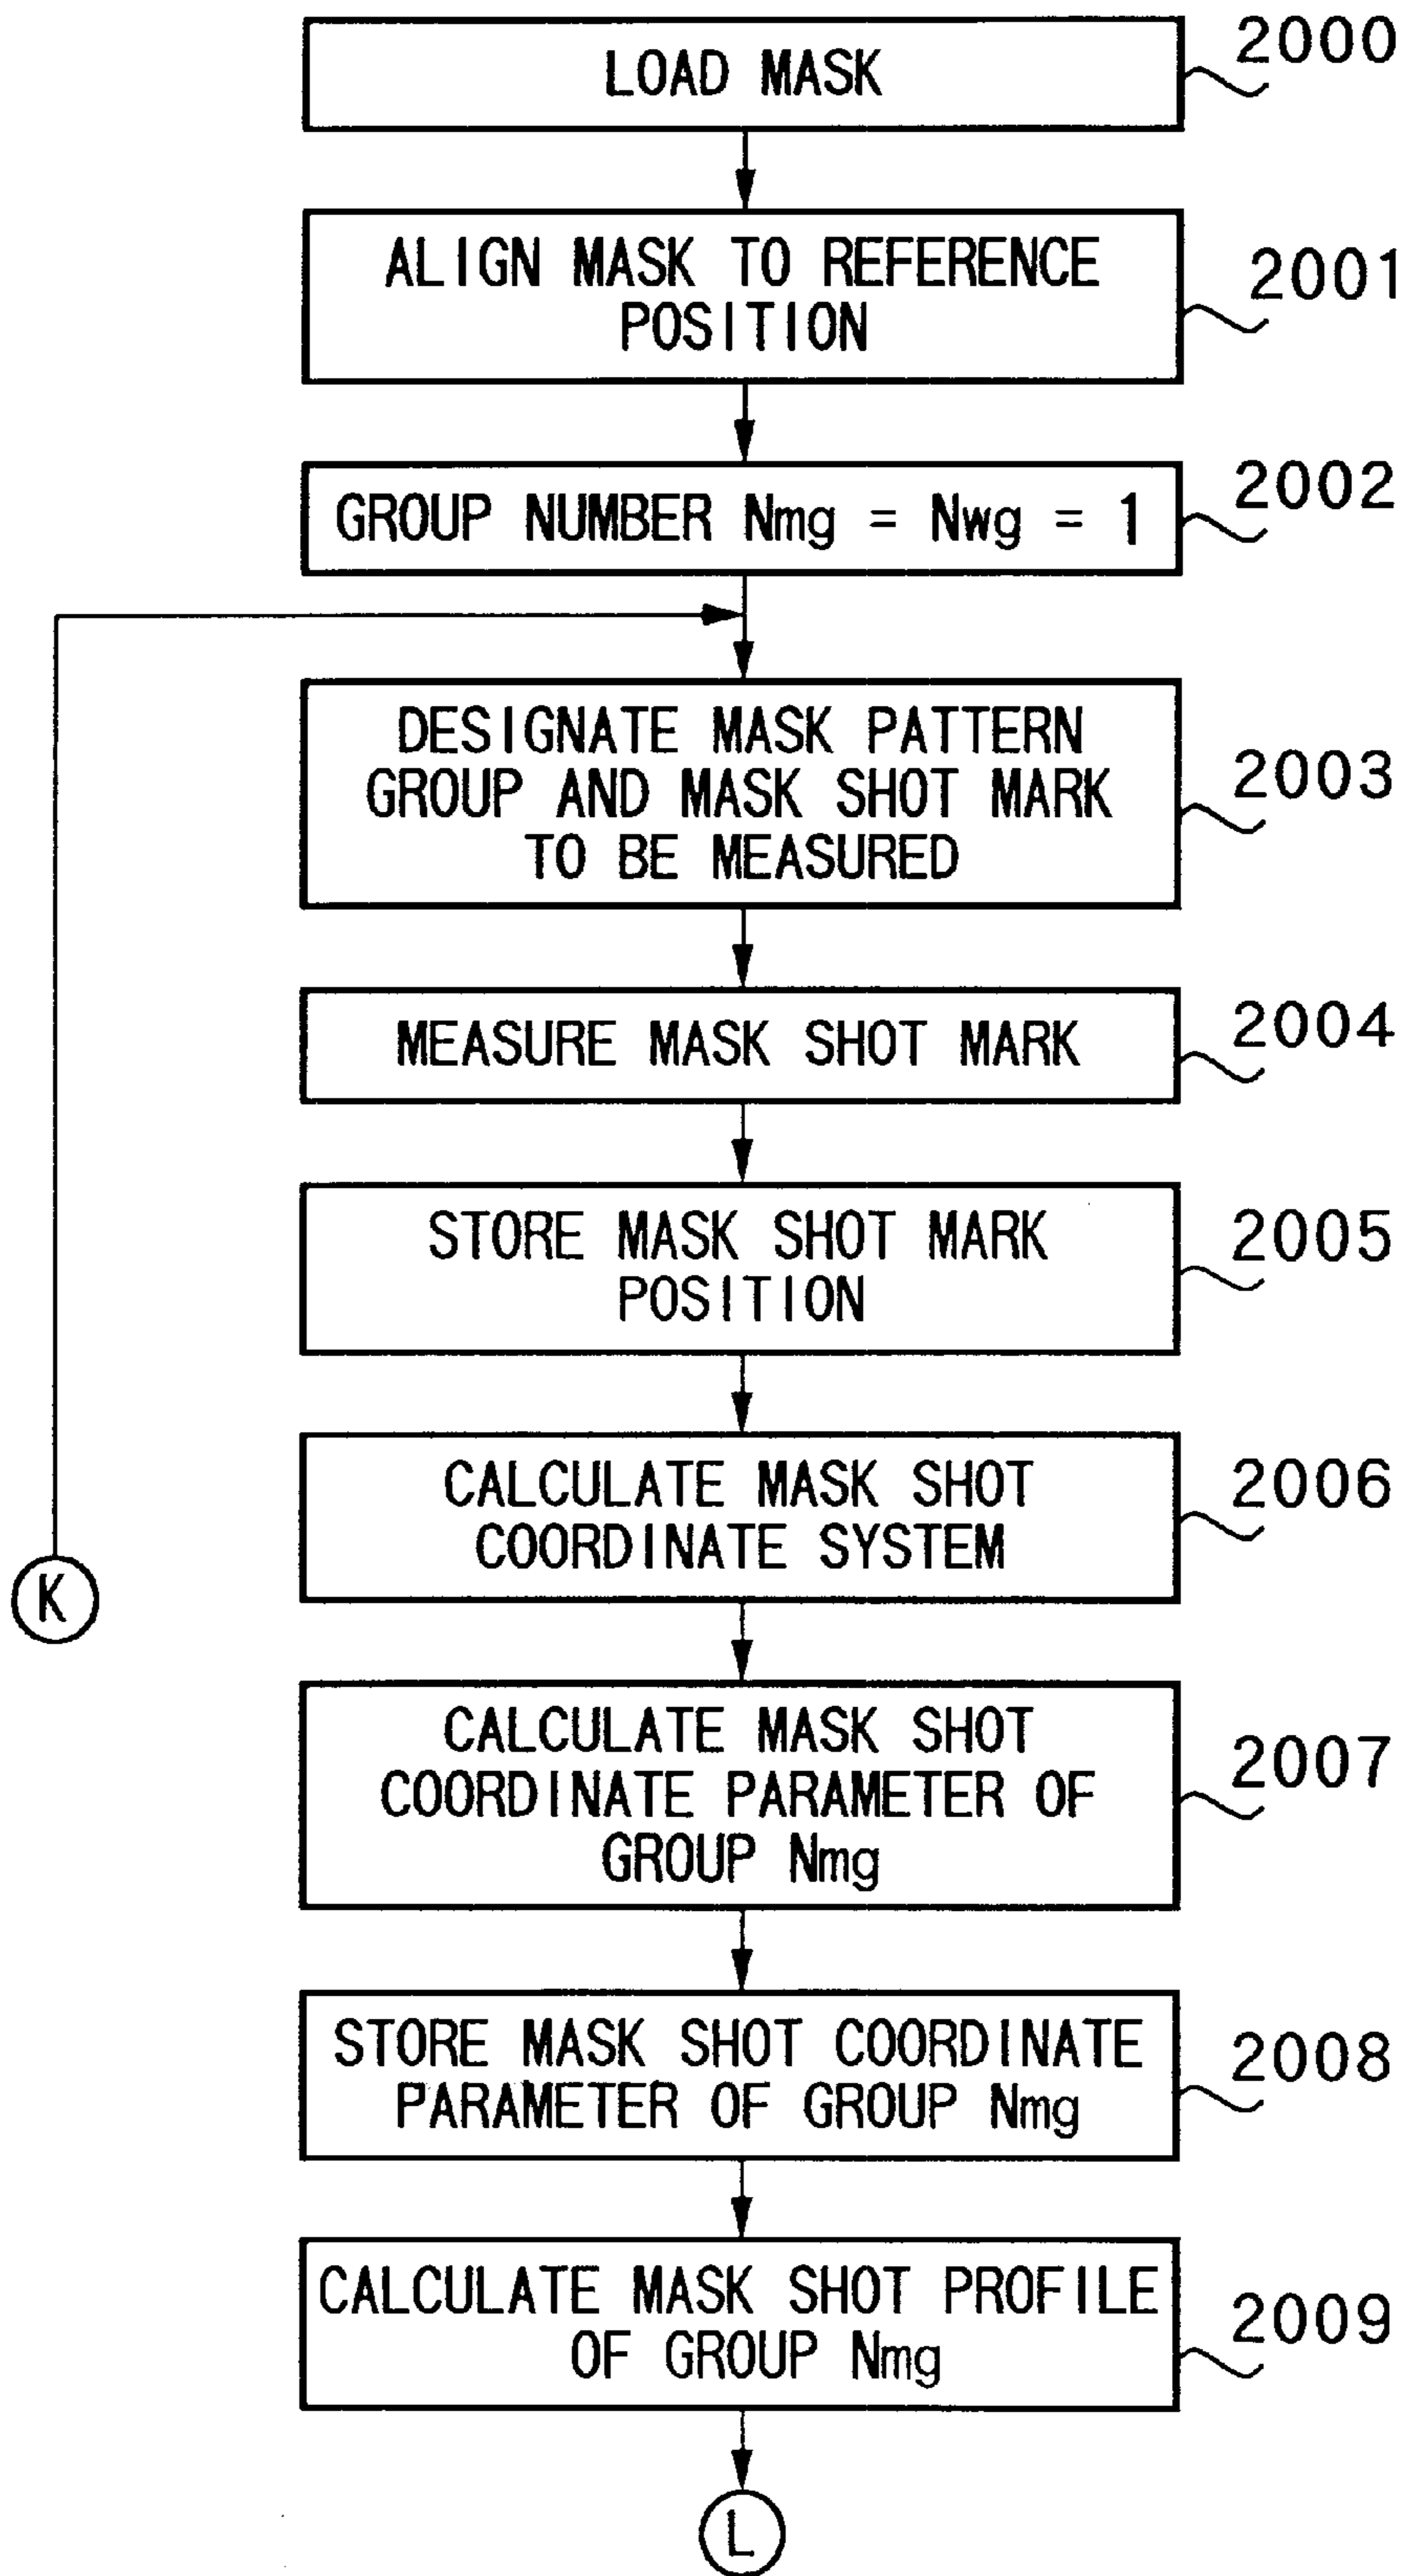 LOAD MASK
2000
ALIGN MASK TO REFERENCE
POSITION
2001
GROUP NUMBER Nmg = Nwg = 1
2002
DESIGNATE MASK PATTERN
GROUP AND MASK SHOT MARK
TO BE MEASURED
2003
MEASURE MASK SHOT MARK
2004
STORE MASK SHOT MARK
POSITION
2005
CALCULATE MASK SHOT
COORDINATE SYSTEM
2006
K
CALCULATE MASK SHOT
COORDINATE PARAMETER OF
GROUP Nmg
2007
STORE MASK SHOT COORDINATE
PARAMETER OF GROUP Nmg
2008
CALCULATE MASK SHOT PROFILE
OF GROUP Nmg
2009
L